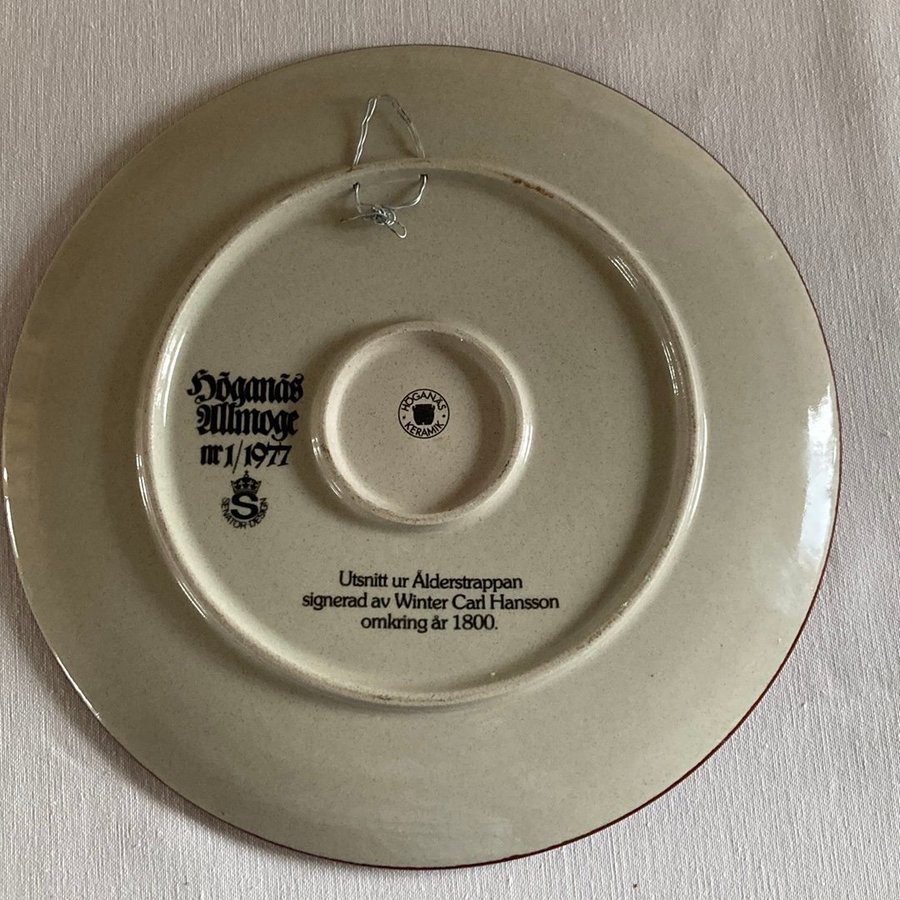 Höganäs
Allmoge
nr 1/1977
S
SENATOR DESIGN
HÖGANÄS
KERAMIK
Utsnitt ur Ålderstrappan
signerad av Winter Carl Hansson
omkring år 1800.